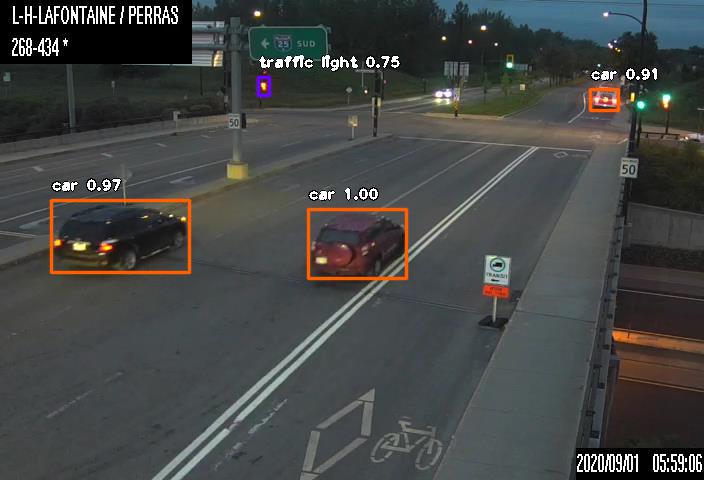 L-H-LAFONTAINE / PERRAS
268-434 *
25 SUD
traffic light 0.75
car 0.91
50
50
car 0.97
car 1.00
TRANSIT
2020/09/01 05:59:06